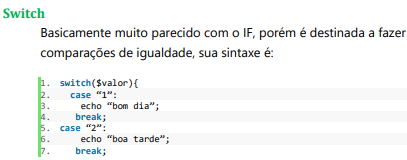 Switch
Basicamente muito parecido com o IF, porém é destinada a fazer
comparações de igualdade, sua sintaxe é:
1. switch($valor){
2. case “1”:
3. echo “bom dia”;
4. break;
5. case “2”:
6. echo “boa tarde”;
7. break;